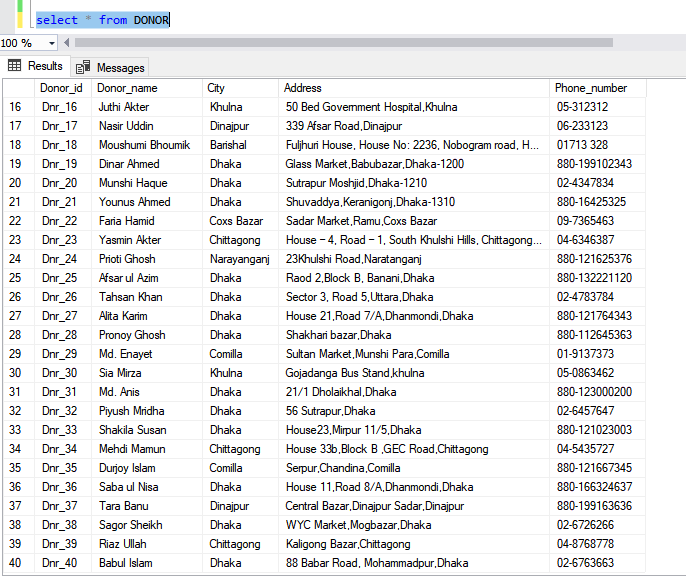 select * from DONOR
100 %
Results Messages
Donor_id Donor_name City Address Phone_number
16 Dnr_16 Juthi Akter Khulna 50 Bed Government Hospital,Khulna 05-312312
17 Dnr_17 Nasir Uddin Dinajpur 339 Afsar Road,Dinajpur 06-233123
18 Dnr_18 Moushumi Bhoumik Barishal Fuljhuri House, House No: 2236, Nobogram road, H... 01713 328
19 Dnr_19 Dinar Ahmed Dhaka Glass Market,Babubazar,Dhaka-1200 880-199102343
20 Dnr_20 Munshi Haque Dhaka Sutrapur Moshjid,Dhaka-1210 02-4347834
21 Dnr_21 Younus Ahmed Dhaka Shuvaddya,Keranigonj,Dhaka-1310 880-16425325
22 Dnr_22 Faria Hamid Coxs Bazar Sadar Market,Ramu,Coxs Bazar 09-7365463
23 Dnr_23 Yasmin Akter Chittagong House – 4, Road – 1, South Khulshi Hills, Chittagong... 04-6346387
24 Dnr_24 Prioti Ghosh Narayanganj 23Khulshi Road,Naratanganj 880-121625376
25 Dnr_25 Afsar ul Azim Dhaka Raod 2,Block B, Banani,Dhaka 880-132221120
26 Dnr_26 Tahsan Khan Dhaka Sector 3, Road 5,Uttara,Dhaka 02-4783784
27 Dnr_27 Alita Karim Dhaka House 21,Road 7/A,Dhanmondi,Dhaka 880-121764343
28 Dnr_28 Pronoy Ghosh Dhaka Shakhari bazar,Dhaka 880-112645363
29 Dnr_29 Md. Enayet Comilla Sultan Market,Munshi Para,Comilla 01-9137373
30 Dnr_30 Sia Mirza Khulna Gojadanga Bus Stand,khulna 05-0863462
31 Dnr_31 Md. Anis Dhaka 21/1 Dholaikhal,Dhaka 880-123000200
32 Dnr_32 Piyush Mridha Dhaka 56 Sutrapur,Dhaka 02-6457647
33 Dnr_33 Shakila Susan Dhaka House23,Mirpur 11/5,Dhaka 880-121023003
34 Dnr_34 Mehdi Mamun Chittagong House 33b,Block B ,GEC Road,Chittagong 04-5435727
35 Dnr_35 Durjoy Islam Comilla Serpur,Chandina,Comilla 880-121667345
36 Dnr_36 Saba ul Nisa Dhaka House 11,Road 8/A,Dhanmondi,Dhaka 880-166324637
37 Dnr_37 Tara Banu Dinajpur Central Bazar,Dinajpur Sadar,Dinajpur 880-199163636
38 Dnr_38 Sagor Sheikh Dhaka WYC Market,Mogbazar,Dhaka 02-6726266
39 Dnr_39 Riaz Ullah Chittagong Kaligong Bazar,Chittagong 04-8768778
40 Dnr_40 Babul Islam Dhaka 88 Babar Road, Mohammadpur,Dhaka 02-6763663